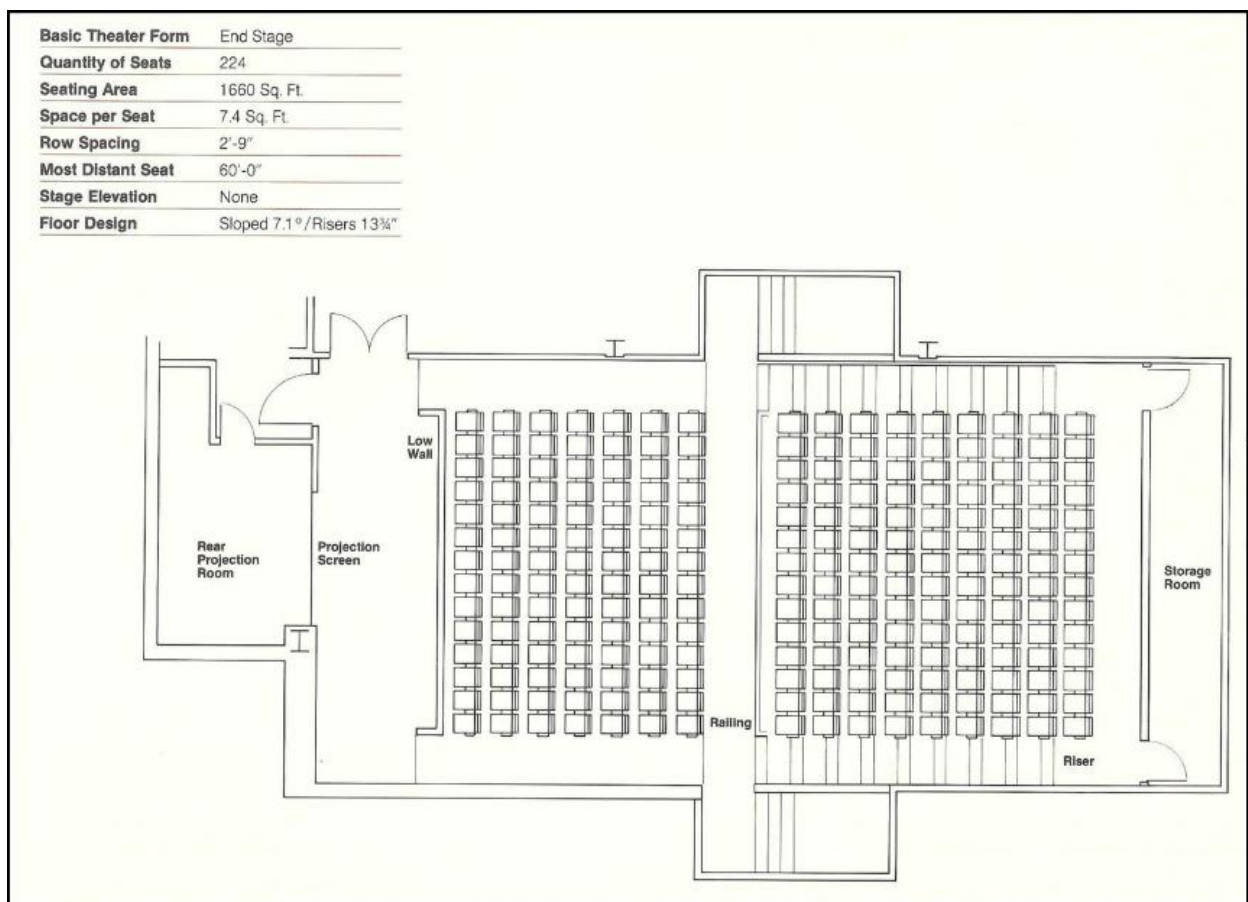 Basic Theater Form End Stage
Quantity of Seats 224
Seating Area 1660 Sq. Ft.
Space per Seat 7.4 Sq. Ft.
Row Spacing 2'-9"
Most Distant Seat 60'-0"
Stage Elevation None
Floor Design Sloped 7.1°/Risers 13¾"
Low
Wall
Rear
Projection
Room
Projection
Screen
Storage
Room
Railing
Riser